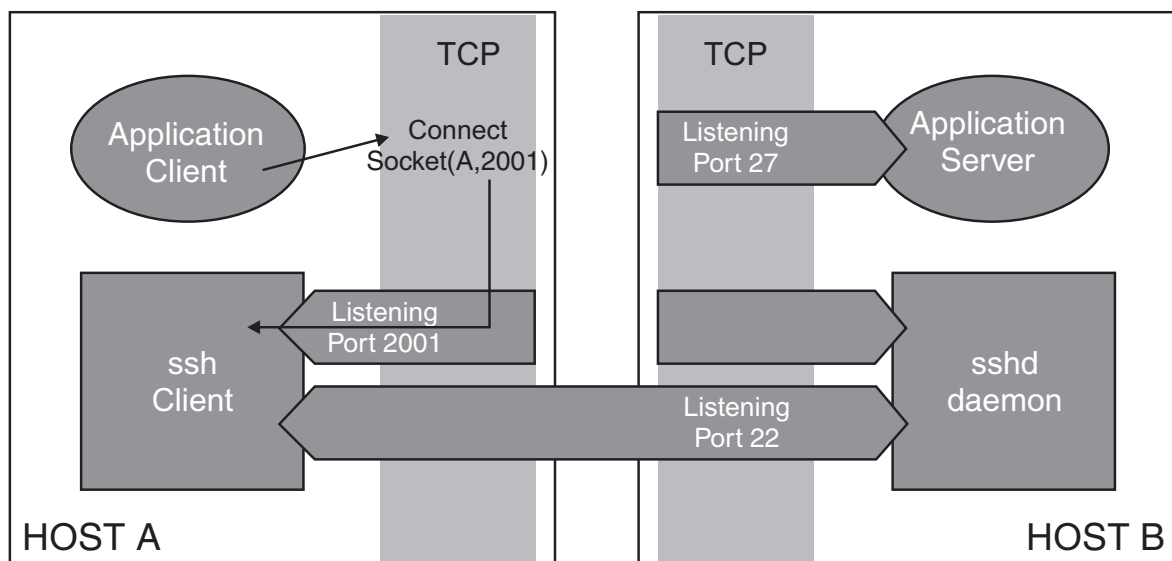 TCP
TCP
Application
Client
Connect
Socket(A,2001)
Listening
Port 27
Application
Server
Listening
Port 2001
ssh
Client
sshd
daemon
Listening
Port 22
HOST A
HOST B